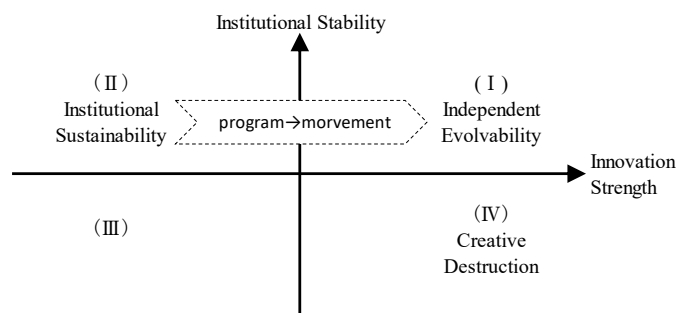 Institutional Stability
（Ⅱ）
Institutional
Sustainability
program→morvement
( Ⅰ )
Independent
Evolvability
Innovation
Strength
（Ⅲ）
（Ⅳ）
Creative
Destruction